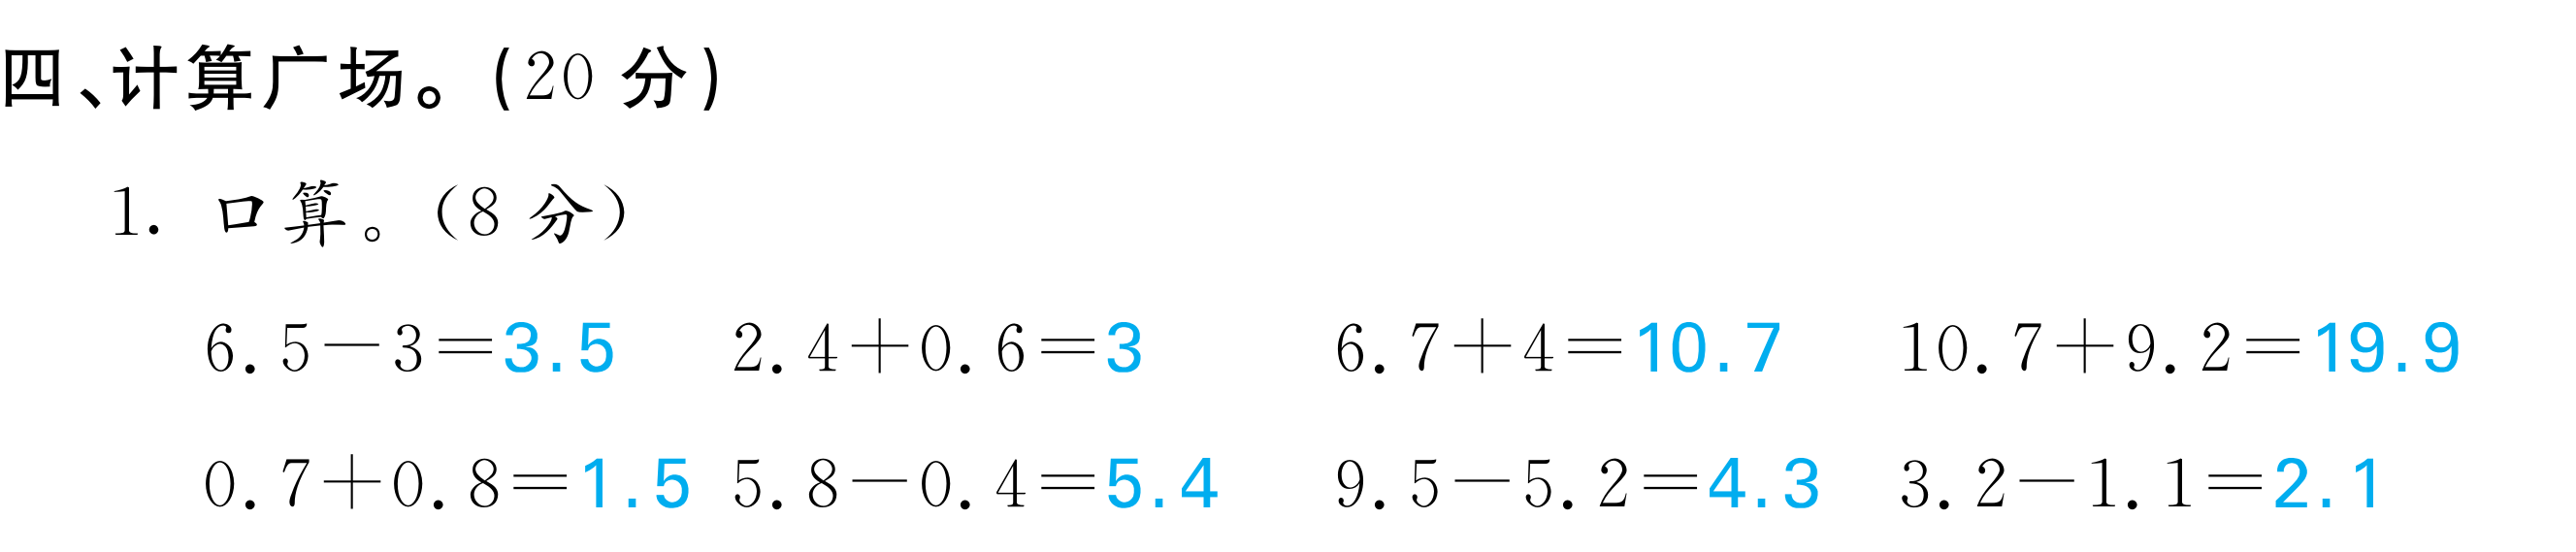 四、计算广场。(20 分)
1. 口算。(8 分)
6.5-3=3.5 2.4+0.6=3 6.7+4=10.7 10.7+9.2=19.9
0.7+0.8=1.5 5.8-0.4=5.4 9.5-5.2=4.3 3.2-1.1=2.1